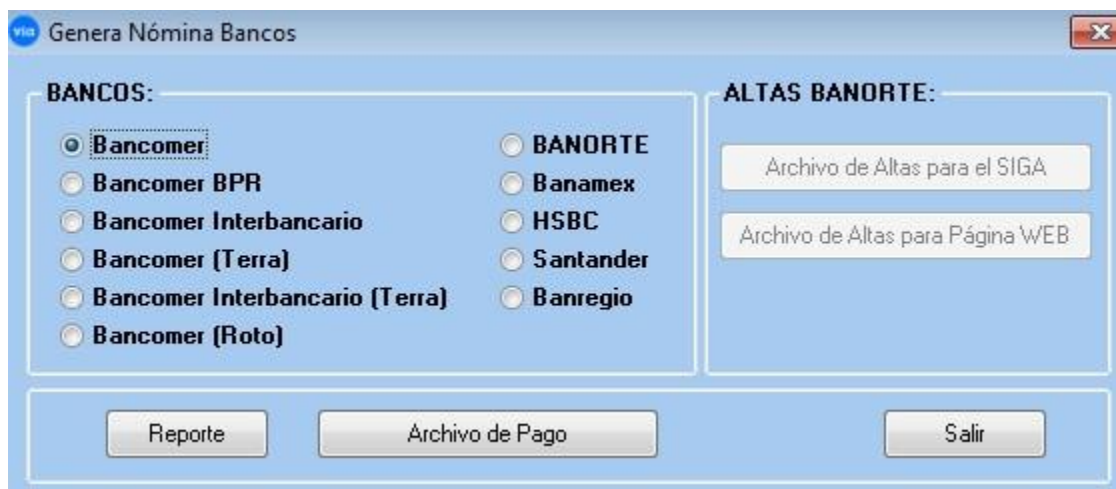 via Genera Nómina Bancos
BANCOS:
Bancomer
Bancomer BPR
Bancomer Interbancario
Bancomer (Terra)
Bancomer Interbancario (Terra)
Bancomer (Roto)
BANORTE
Banamex
HSBC
Santander
Banregio
ALTAS BANORTE:
Archivo de Altas para el SIGA
Archivo de Altas para Página WEB
Reporte
Archivo de Pago
Salir